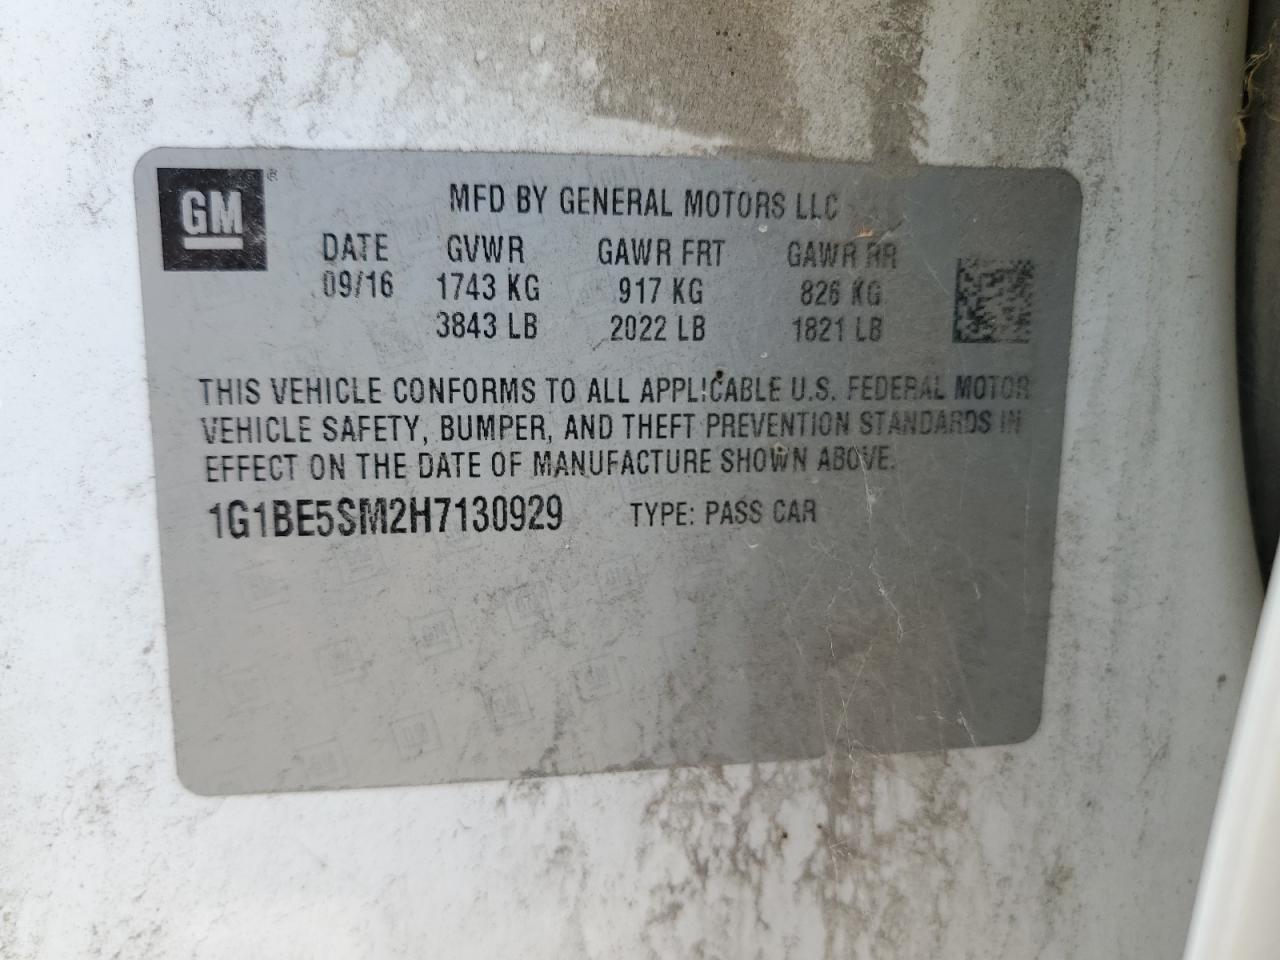 GM®
MFD BY GENERAL MOTORS LLC
DATE GVWR GAWR FRT GAWR RR
09/16 1743 KG 917 KG 826 KG
3843 LB 2022 LB 1821 LB
THIS VEHICLE CONFORMS TO ALL APPLICABLE U.S. FEDERAL MOTOR
VEHICLE SAFETY, BUMPER, AND THEFT PREVENTION STANDARDS IN
EFFECT ON THE DATE OF MANUFACTURE SHOWN ABOVE.
1G1BE5SM2H7130929 TYPE: PASS CAR